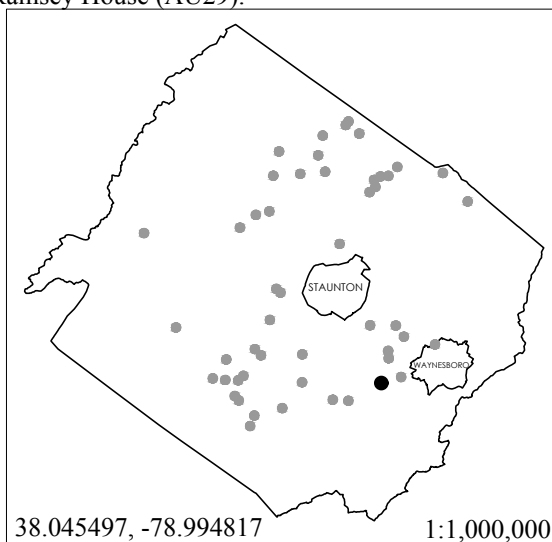 Ramsey House (AU29).
STAUNTON
WAYNESBORO
38.045497, -78.994817
1:1,000,000